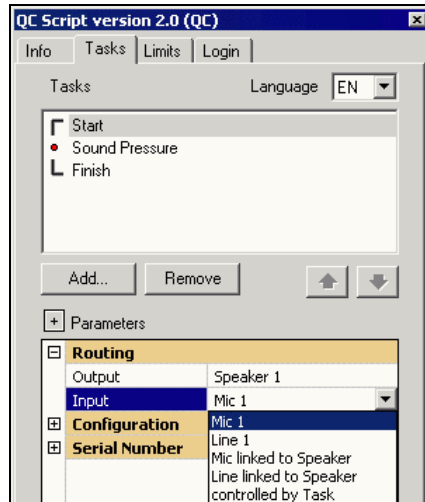 QC Script version 2.0 (QC)
Info Tasks Limits Login
Tasks Language EN
Start
Sound Pressure
Finish
Add... Remove
Parameters
Routing
Output Speaker 1
Input Mic 1
Configuration Mic 1
Line 1
Serial Number Mic linked to Speaker
Line linked to Speaker
controlled by Task